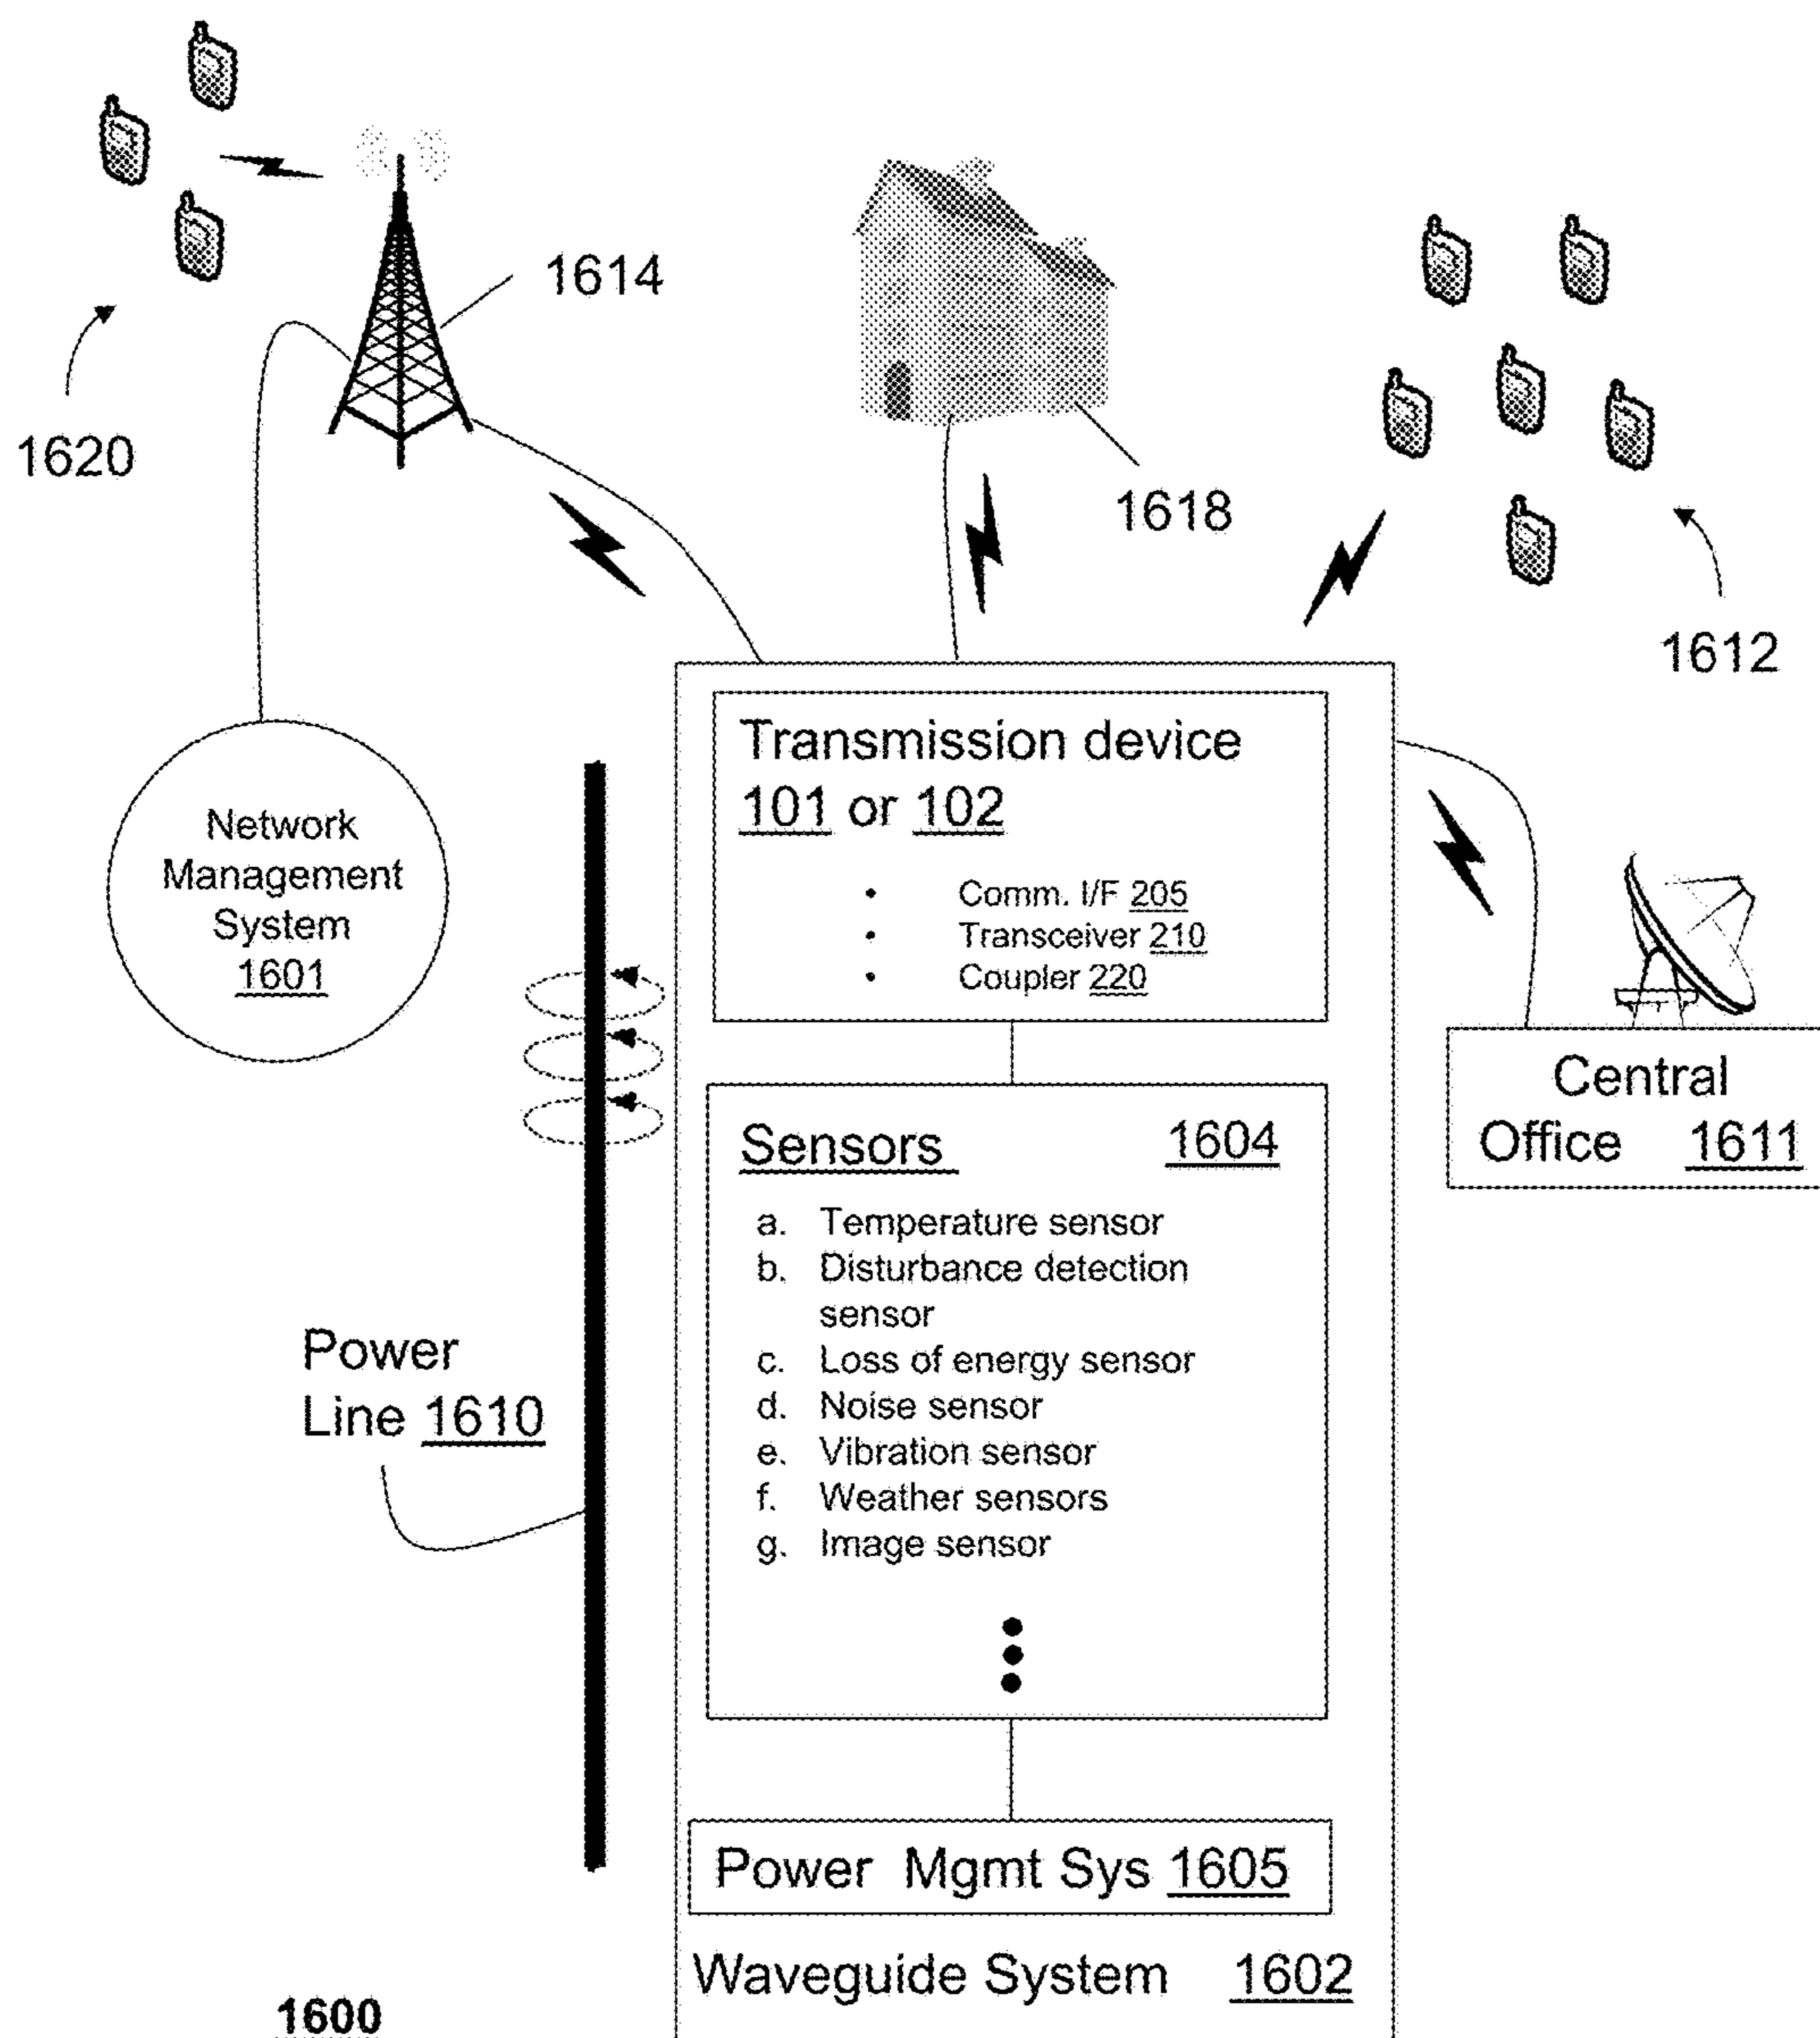 1614
1620
1618
1612
Network
Management
System
1601
Transmission device
101 or 102
• Comm. I/F 205
• Transceiver 210
• Coupler 220
Central
Office 1611
Sensors 1604
a. Temperature sensor
b. Disturbance detection
sensor
c. Loss of energy sensor
d. Noise sensor
e. Vibration sensor
f. Weather sensors
g. Image sensor
Power
Line 1610
Power Mgmt Sys 1605
Waveguide System 1602
1600